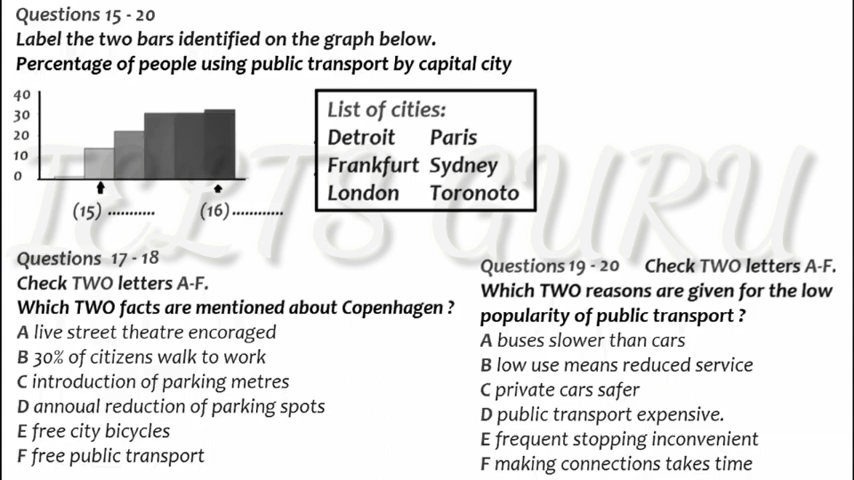 Questions 15 - 20
Label the two bars identified on the graph below.
Percentage of people using public transport by capital city
40
30
20
10
0
(15) ...........
(16)............
List of cities:
Detroit Paris
Frankfurt Sydney
London Toronoto
IELTS GURU
Questions 17 - 18
Check TWO letters A-F.
Which TWO facts are mentioned about Copenhagen ?
A live street theatre encoraged
B 30% of citizens walk to work
C introduction of parking metres
D annoual reduction of parking spots
E free city bicycles
F free public transport
Questions 19 - 20 Check TWO letters A-F.
Which TWO reasons are given for the low
popularity of public transport ?
A buses slower than cars
B low use means reduced service
C private cars safer
D public transport expensive.
E frequent stopping inconvenient
F making connections takes time